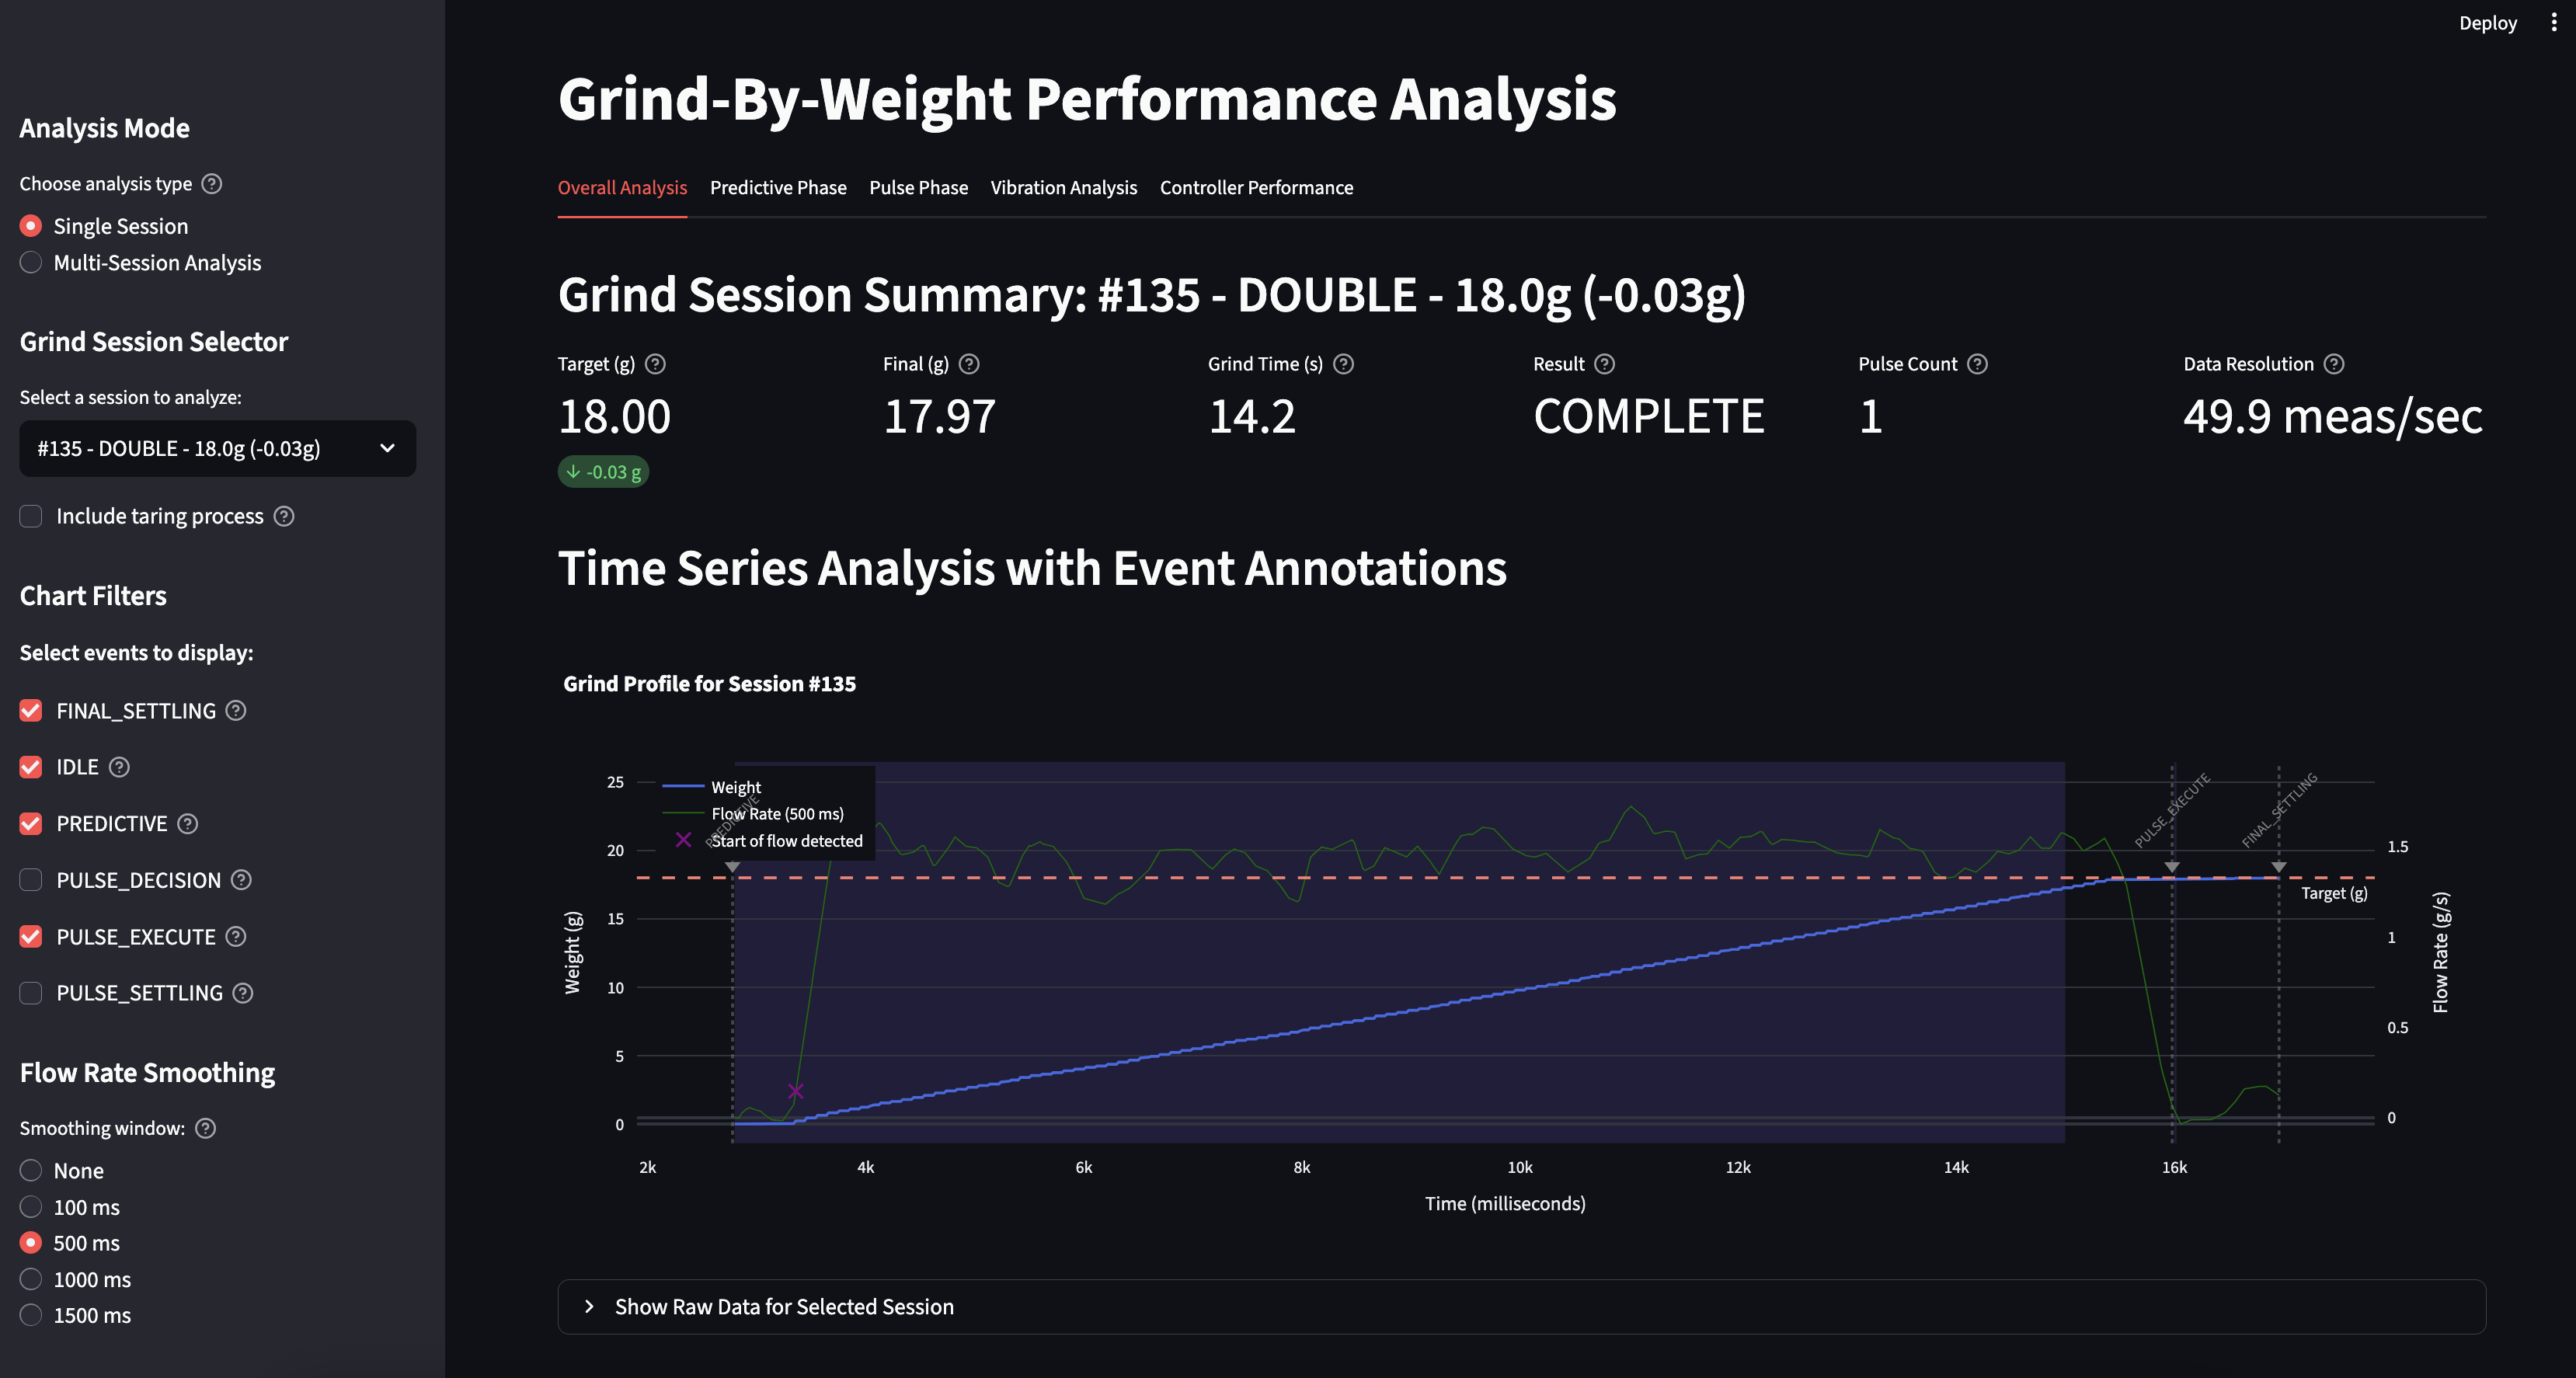 Deploy
Analysis Mode
Choose analysis type
Single Session
Multi-Session Analysis
Grind Session Selector
Select a session to analyze:
#135 - DOUBLE - 18.0g (-0.03g)
Include taring process
Chart Filters
Select events to display:
FINAL_SETTLING
IDLE
PREDICTIVE
PULSE_DECISION
PULSE_EXECUTE
PULSE_SETTLING
Flow Rate Smoothing
Smoothing window:
None
100 ms
500 ms
1000 ms
1500 ms
Grind-By-Weight Performance Analysis
Overall Analysis Predictive Phase Pulse Phase Vibration Analysis Controller Performance
Grind Session Summary: #135 - DOUBLE - 18.0g (-0.03g)
Target (g) Final (g) Grind Time (s) Result Pulse Count Data Resolution
18.00 17.97 14.2 COMPLETE 1 49.9 meas/sec
-0.03 g
Time Series Analysis with Event Annotations
Grind Profile for Session #135
Weight
Flow Rate (500 ms)
Start of flow detected
PREDICTIVE
PULSE_EXECUTE
FINAL_SETTLING
Target (g)
Weight (g)
25
20
15
10
5
0
Flow Rate (g/s)
1.5
1
0.5
0
2k 4k 6k 8k 10k 12k 14k 16k
Time (milliseconds)
Show Raw Data for Selected Session